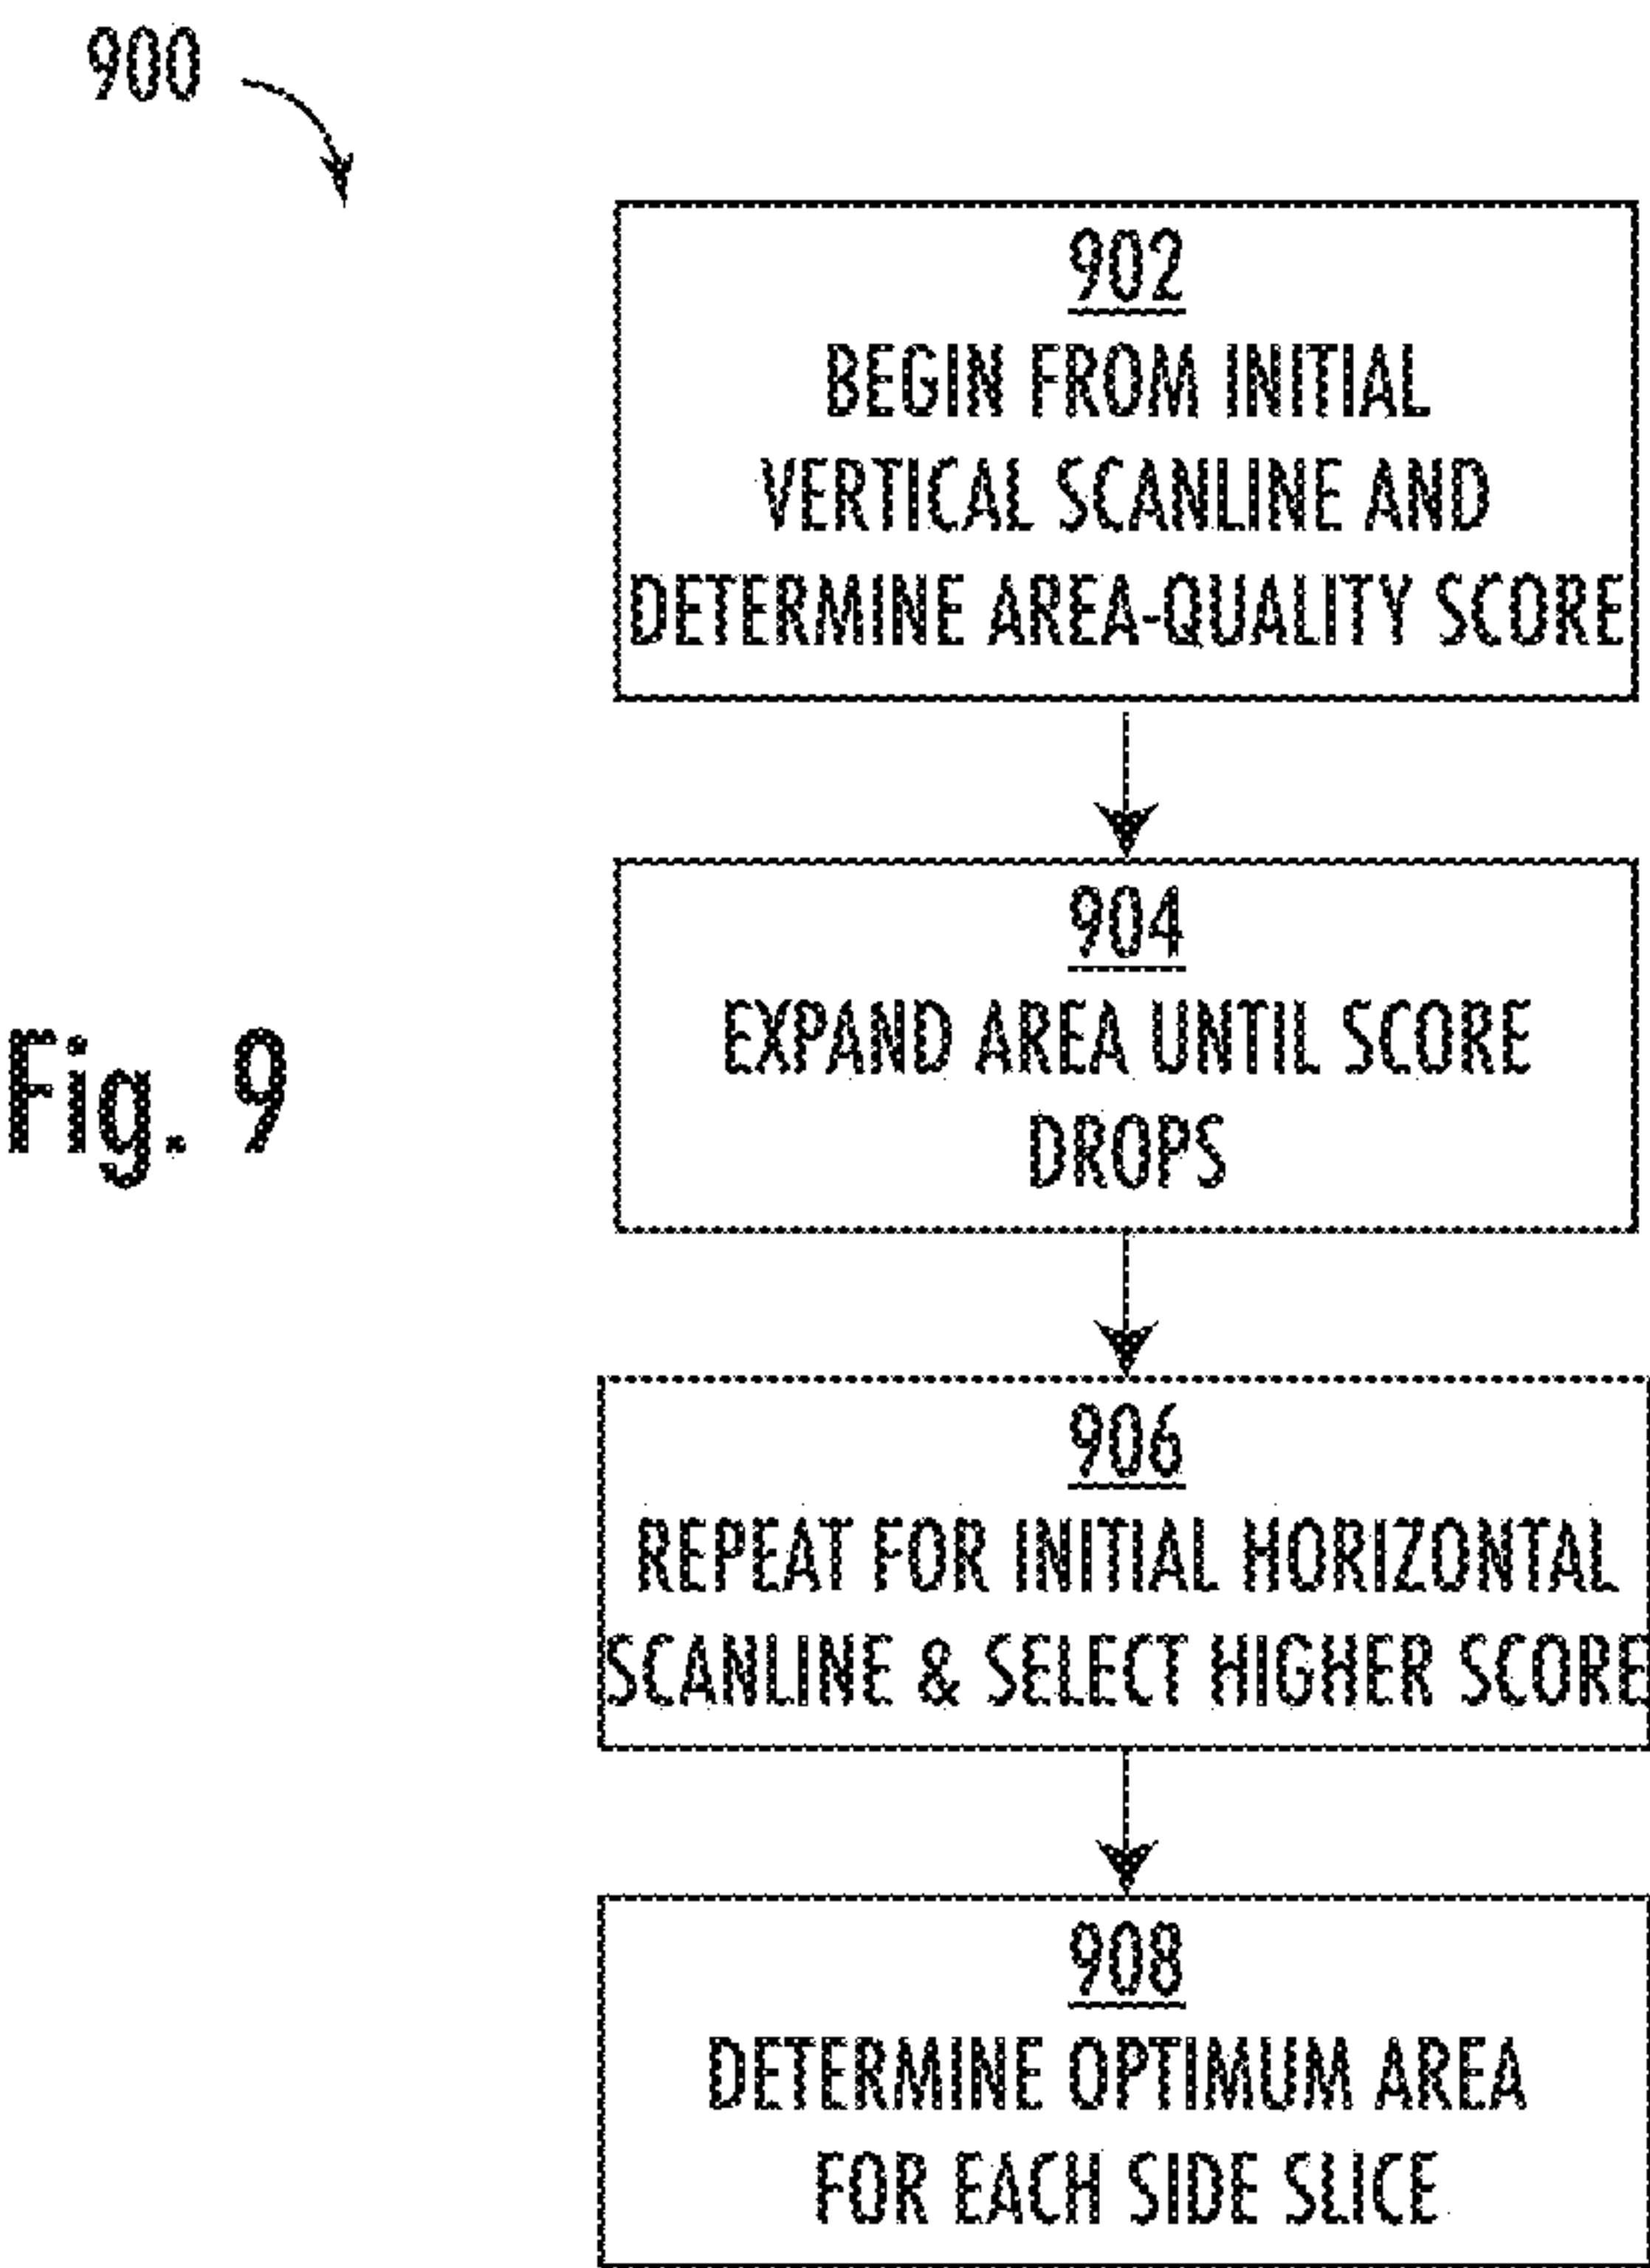 900
902
BEGIN FROM INITIAL
VERTICAL SCANLINE AND
DETERMINE AREA-QUALITY SCORE
904
EXPAND AREA UNTIL SCORE
DROPS
Fig. 9
906
REPEAT FOR INITIAL HORIZONTAL
SCANLINE & SELECT HIGHER SCORE
908
DETERMINE OPTIMUM AREA
FOR EACH SIDE SLICE